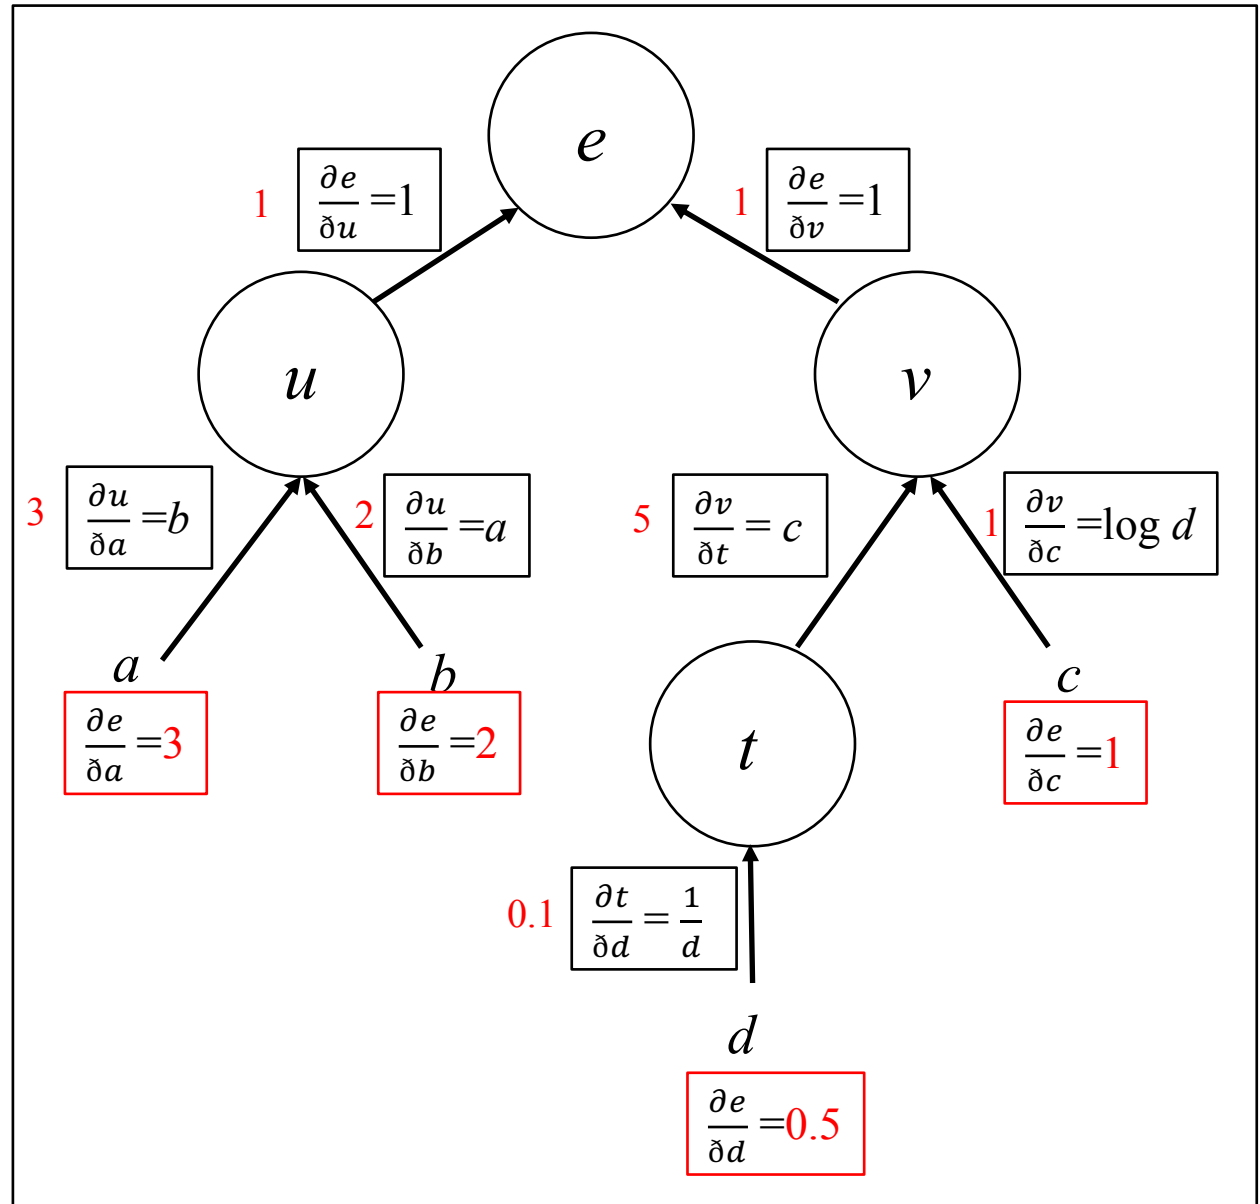 e
1 ∂e/ðu =1
1 ∂e/ðv =1
u
v
3 ∂u/ða =b
2 ∂u/ðb =a
5 ∂v/ðt = c
1 ∂v/ðc =log d
a
b
c
∂e/ða =3
∂e/ðb =2
t
∂e/ðc =1
0.1 ∂t/ðd = 1/d
d
∂e/ðd =0.5